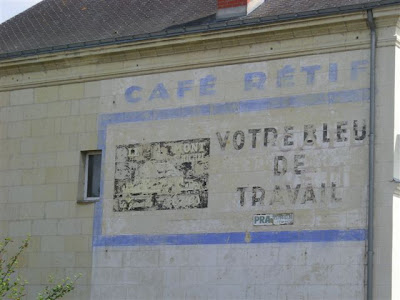 CAFÉ RÉTIF
VOTRE BLEU
DE
TRAVAIL